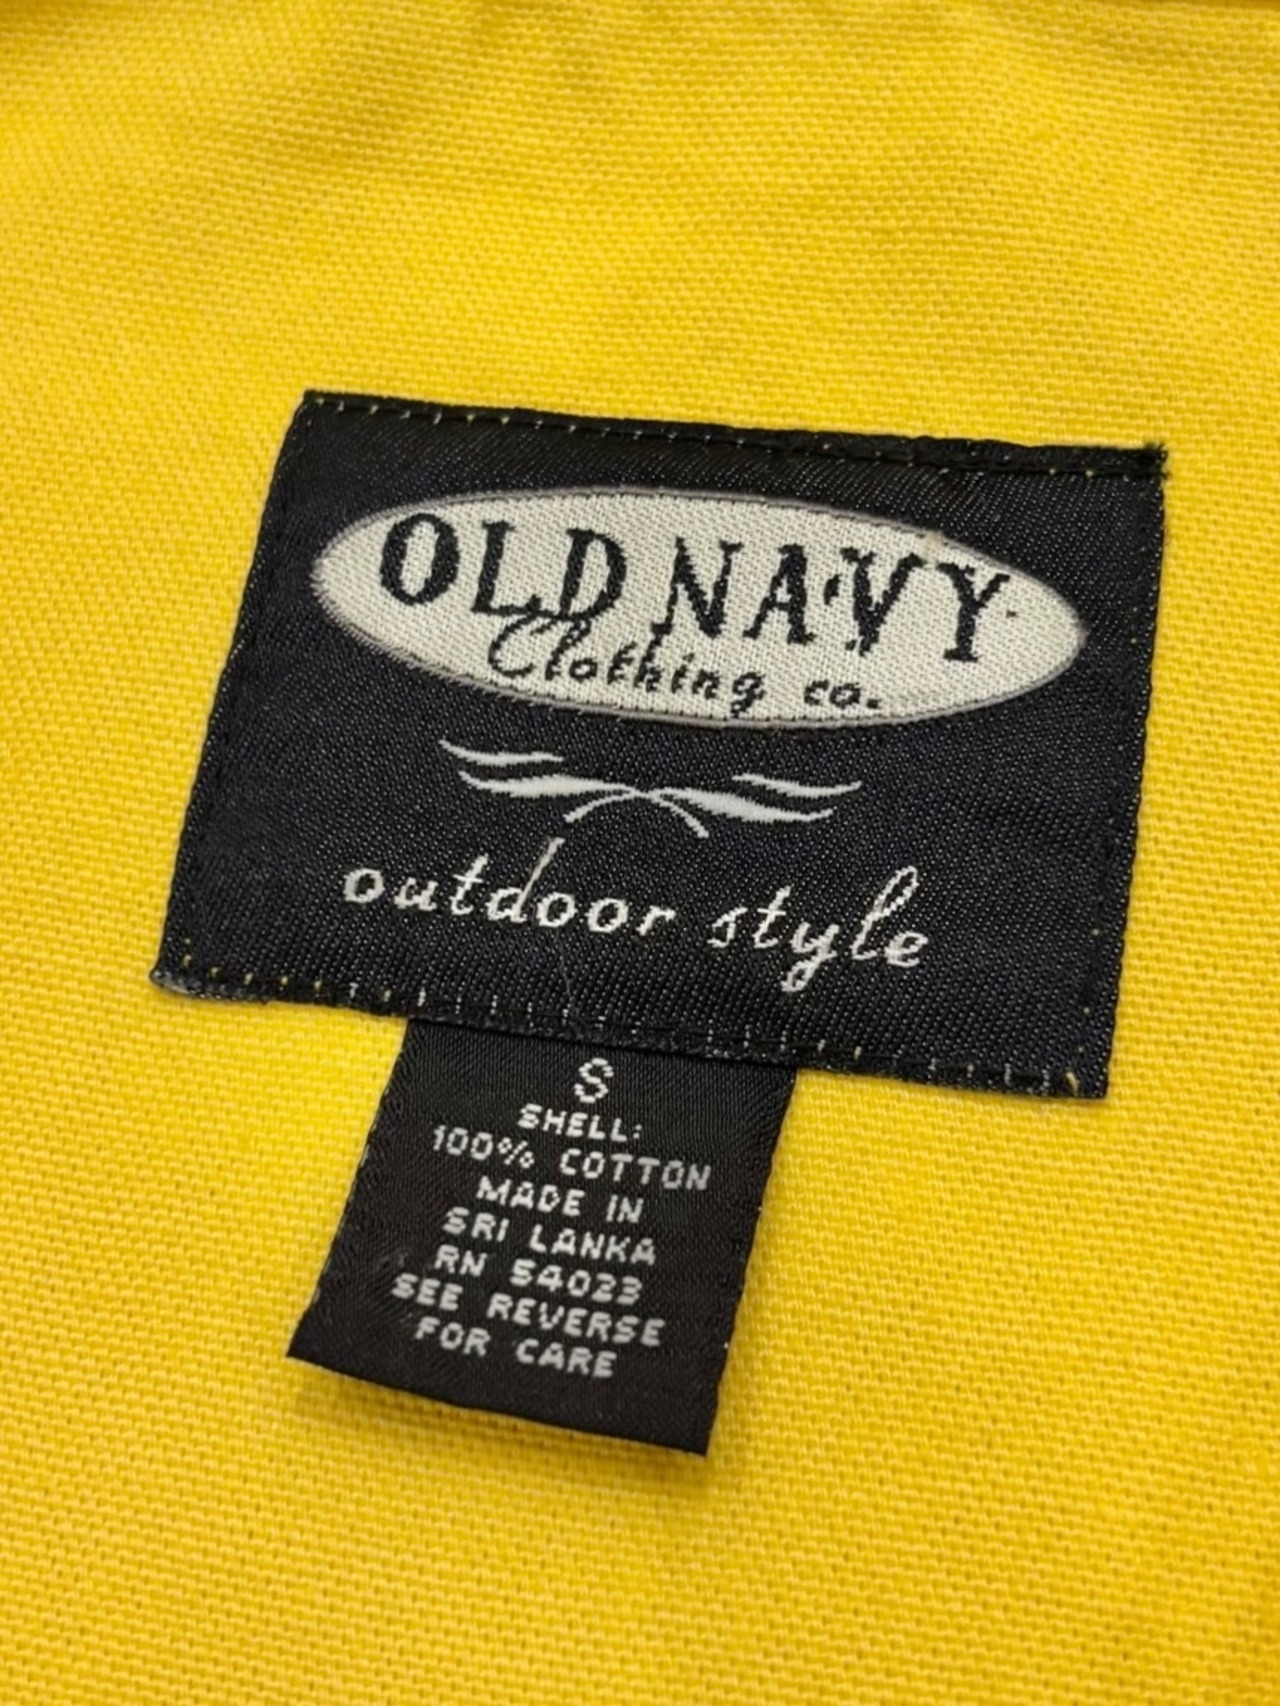 OLD NAVY
Clothing co.
outdoor style
S
SHELL:
100% COTTON
MADE IN
SRI LANKA
RN 54023
SEE REVERSE
FOR CARE